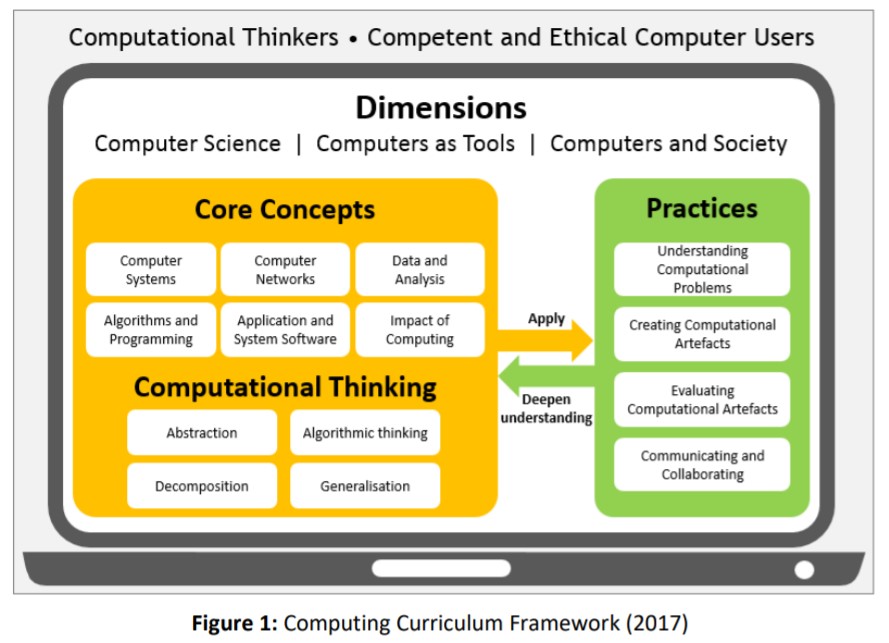 Computational Thinkers • Competent and Ethical Computer Users
Dimensions
Computer Science | Computers as Tools | Computers and Society
Core Concepts
Computer
Systems
Computer
Networks
Data and
Analysis
Algorithms and
Programming
Application and
System Software
Impact of
Computing
Computational Thinking
Abstraction
Algorithmic thinking
Decomposition
Generalisation
Apply
Deepen
understanding
Practices
Understanding
Computational
Problems
Creating Computational
Artefacts
Evaluating
Computational Artefacts
Communicating and
Collaborating
Figure 1: Computing Curriculum Framework (2017)